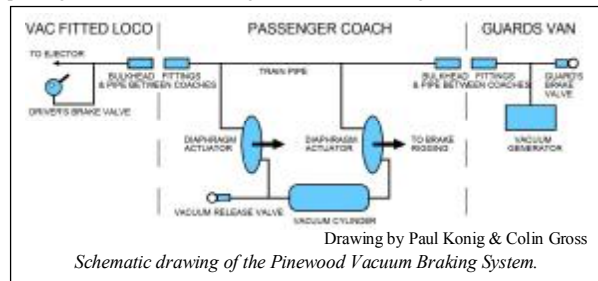 VAC FITTED LOCO
PASSENGER COACH
GUARDS VAN
TO EJECTOR
BULKHEAD FITTINGS
& PIPE BETWEEN COACHES
TRAIN PIPE
BULKHEAD FITTINGS
& PIPE BETWEEN COACHES
GUARD'S
BRAKE
VALVE
DRIVER'S BRAKE VALVE
DIAPHRAGM
ACTUATOR
DIAPHRAGM
ACTUATOR
TO BRAKE
RIGGING
VACUUM
GENERATOR
VACUUM RELEASE VALVE
VACUUM CYLINDER
Drawing by Paul Konig & Colin Gross
Schematic drawing of the Pinewood Vacuum Braking System.